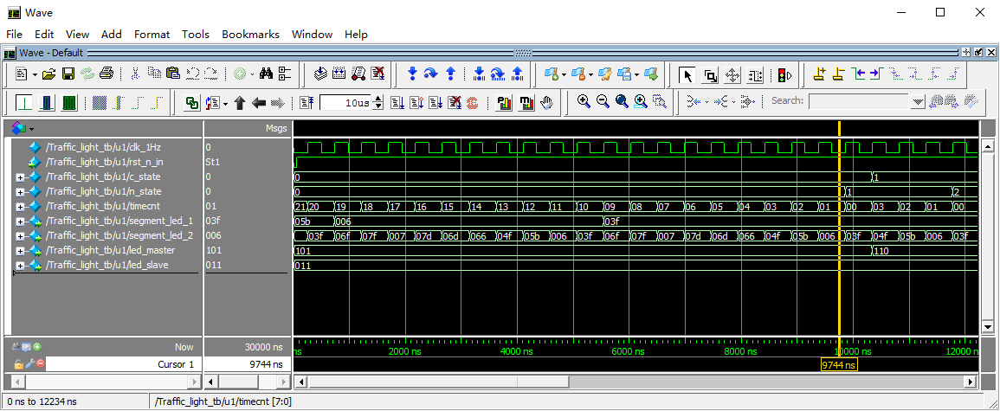 Wave
File Edit View Add Format Tools Bookmarks Window Help
Wave - Default
10us
Search:
Msgs
/Traffic_light_tb/u1/clk_1Hz 0
/Traffic_light_tb/u1/rst_n_in St1
/Traffic_light_tb/u1/c_state 0 0 1
/Traffic_light_tb/u1/n_state 0 0 1 2
/Traffic_light_tb/u1/timecnt 01 21 20 19 18 17 16 15 14 13 12 11 10 09 08 07 06 05 04 03 02 01 00 03 02 01 00
/Traffic_light_tb/u1/segment_led_1 03f 05b 006 03f
/Traffic_light_tb/u1/segment_led_2 006 03f 06f 07f 007 07d 06d 066 04f 05b 006 03f 06f 07f 007 07d 06d 066 04f 05b 006 03f 04f 05b 006 03f
/Traffic_light_tb/u1/led_master 101 101 110
/Traffic_light_tb/u1/led_slave 011 011
Now 30000 ns ns 2000 ns 4000 ns 6000 ns 8000 ns 10000 ns 12000 ns
Cursor 1 9744 ns 9744 ns
0 ns to 12234 ns /Traffic_light_tb/u1/timecnt [7:0]